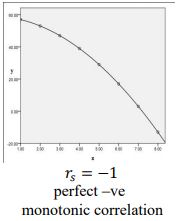 60.00
40.00
y
20.00
.00
-20.00
1.00 2.00 3.00 4.00 5.00 6.00 7.00 8.00
x
r_s = −1
perfect –ve
monotonic correlation